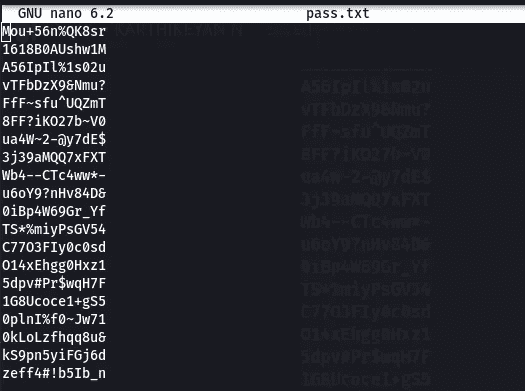 GNU nano 6.2 pass.txt
Mou+56n%QK8sr
1618B0AUshw1M
A56IpIl%1s02u
vTFbDzX9&Nmu?
FfF~sfu^UQZmT
8FF?iKO27b~V0
ua4W~2-@y7dE$
3j39aMQQ7xFXT
Wb4--CTc4ww*-
u6oY9?nHv84D&
0iBp4W69Gr_Yf
TS*%miyPsGV54
C77O3FIy0c0sd
O14xEhgg0Hxz1
5dpv#Pr$wqH7F
1G8Ucoce1+gS5
0plnI%f0~Jw71
0kLoLzfhqq8u&
kS9pn5yiFGj6d
zeff4#!b5Ib_n